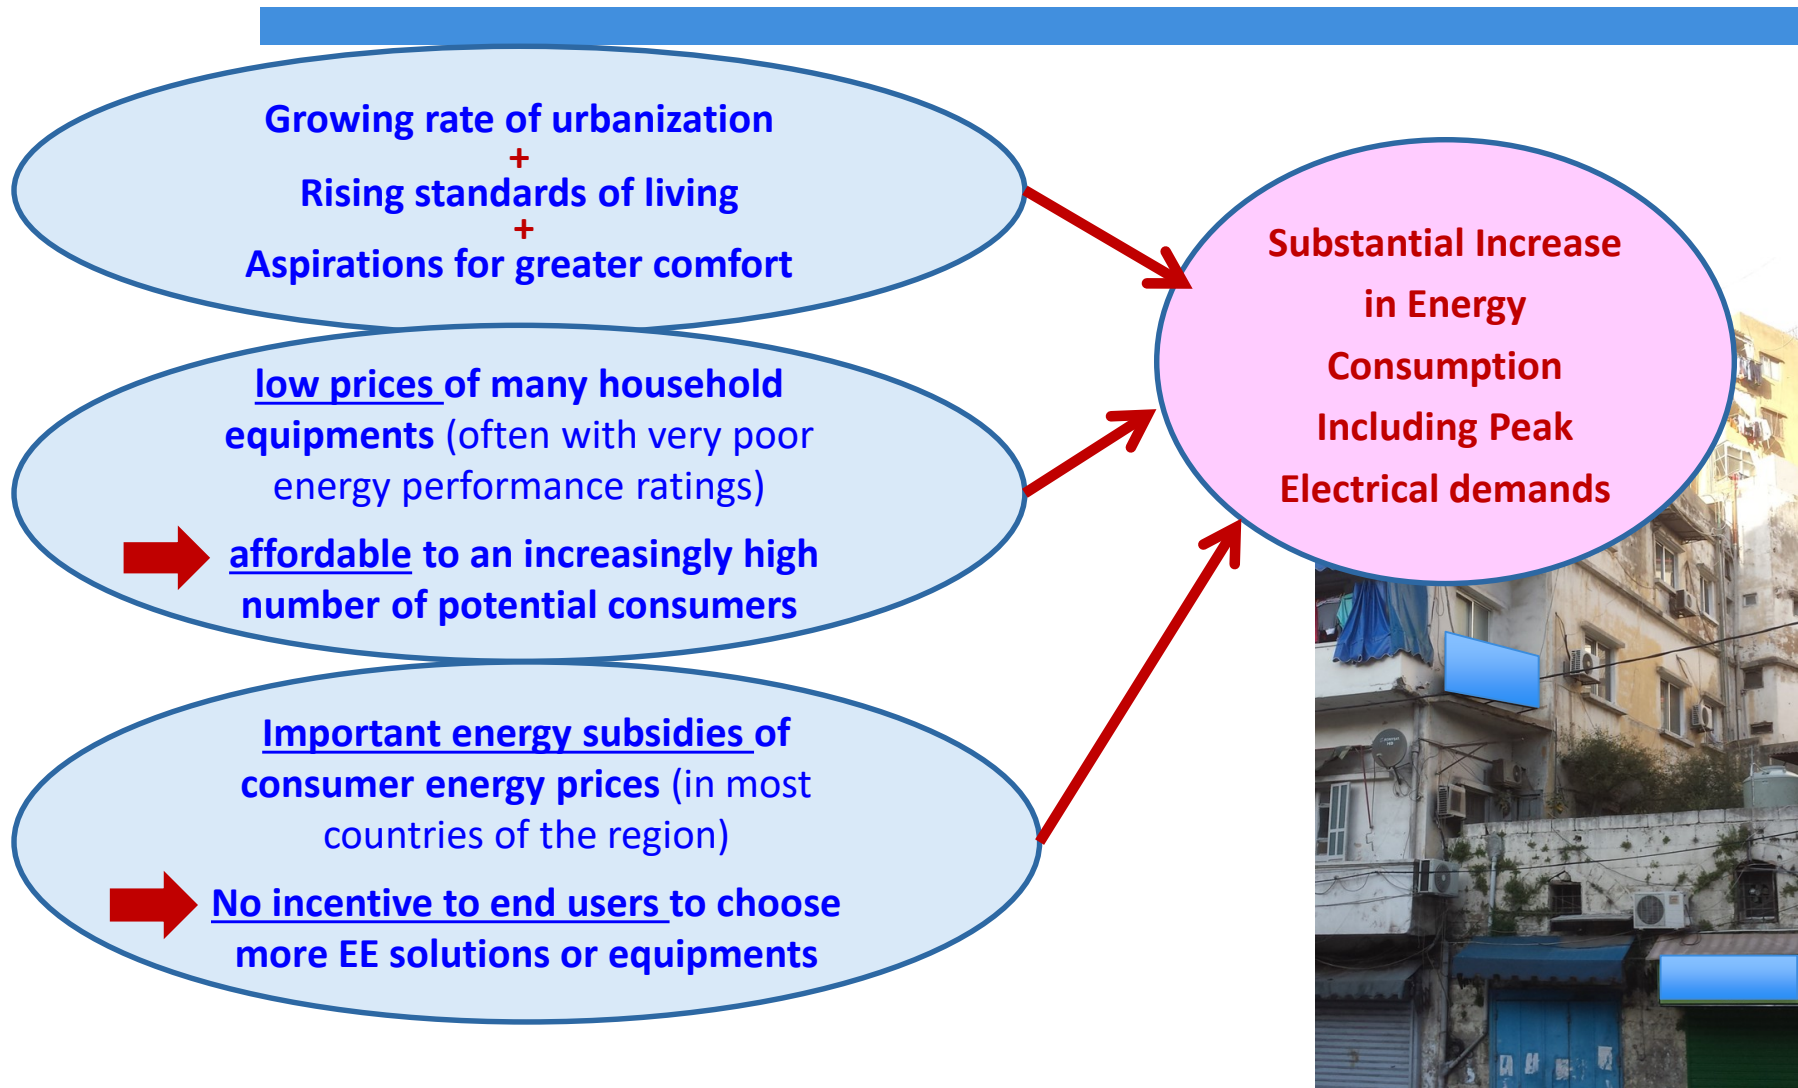 Growing rate of urbanization
+
Rising standards of living
+
Aspirations for greater comfort
low prices of many household
equipments (often with very poor
energy performance ratings)
affordable to an increasingly high
number of potential consumers
Important energy subsidies of
consumer energy prices (in most
countries of the region)
No incentive to end users to choose
more EE solutions or equipments
Substantial Increase
in Energy
Consumption
Including Peak
Electrical demands